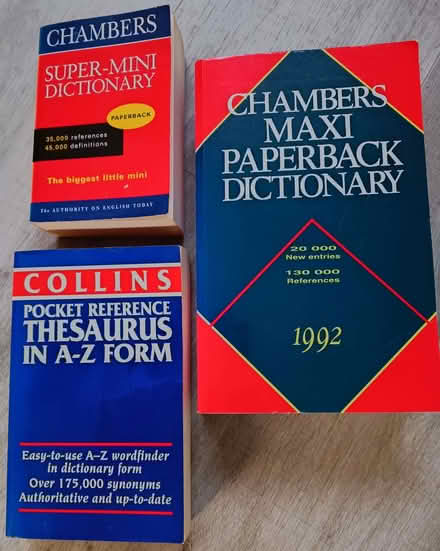 CHAMBERS
SUPER-MINI
DICTIONARY
PAPERBACK
35,000 references
45,000 definitions
The biggest little mini
The AUTHORITY ON ENGLISH TODAY
CHAMBERS
MAXI
PAPERBACK
DICTIONARY
20 000
New entries
130 000
References
1992
COLLINS
POCKET REFERENCE
THESAURUS
IN A-Z FORM
Easy-to-use A–Z wordfinder
in dictionary form
Over 175,000 synonyms
Authoritative and up-to-date